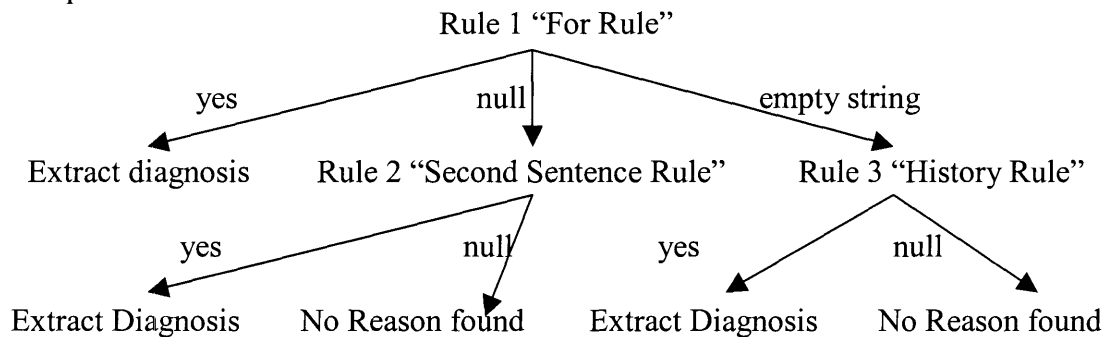 Rule 1 “For Rule”
yes null empty string
Extract diagnosis Rule 2 “Second Sentence Rule” Rule 3 “History Rule”
yes null yes null
Extract Diagnosis No Reason found Extract Diagnosis No Reason found